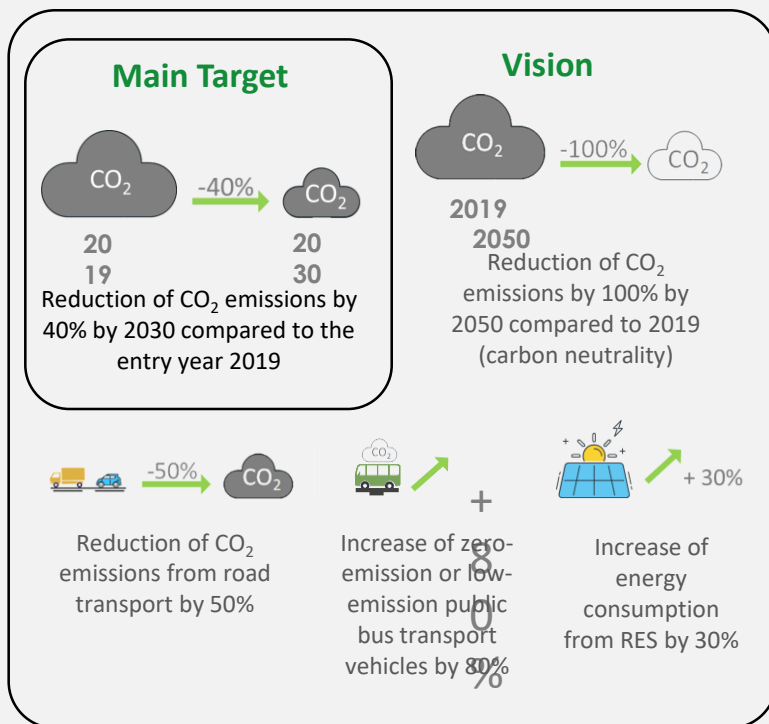 Main Target
CO₂
-40%
CO₂
20
19
20
30
Reduction of CO₂ emissions by
40% by 2030 compared to the
entry year 2019
Vision
CO₂
-100%
CO₂
2019
2050
Reduction of CO₂
emissions by 100% by
2050 compared to 2019
(carbon neutrality)
-50%
CO₂
Reduction of CO₂
emissions from road
transport by 50%
CO₂
+
8
0
%
Increase of zero-
emission or low-
emission public
bus transport
vehicles by 80%
+ 30%
Increase of
energy
consumption
from RES by 30%